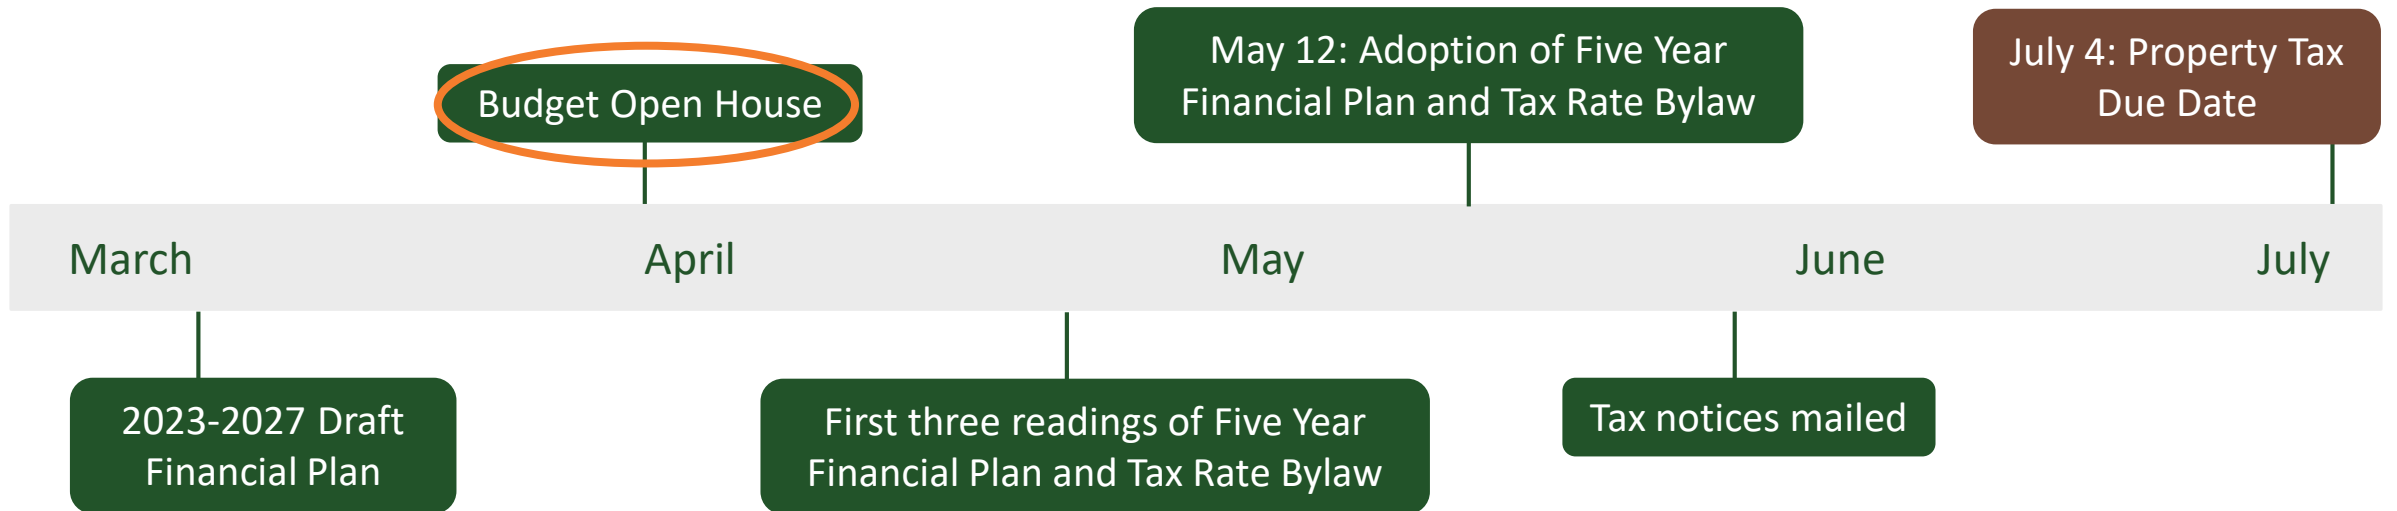 Budget Open House
May 12: Adoption of Five Year
Financial Plan and Tax Rate Bylaw
July 4: Property Tax
Due Date
March
April
May
June
July
2023-2027 Draft
Financial Plan
First three readings of Five Year
Financial Plan and Tax Rate Bylaw
Tax notices mailed